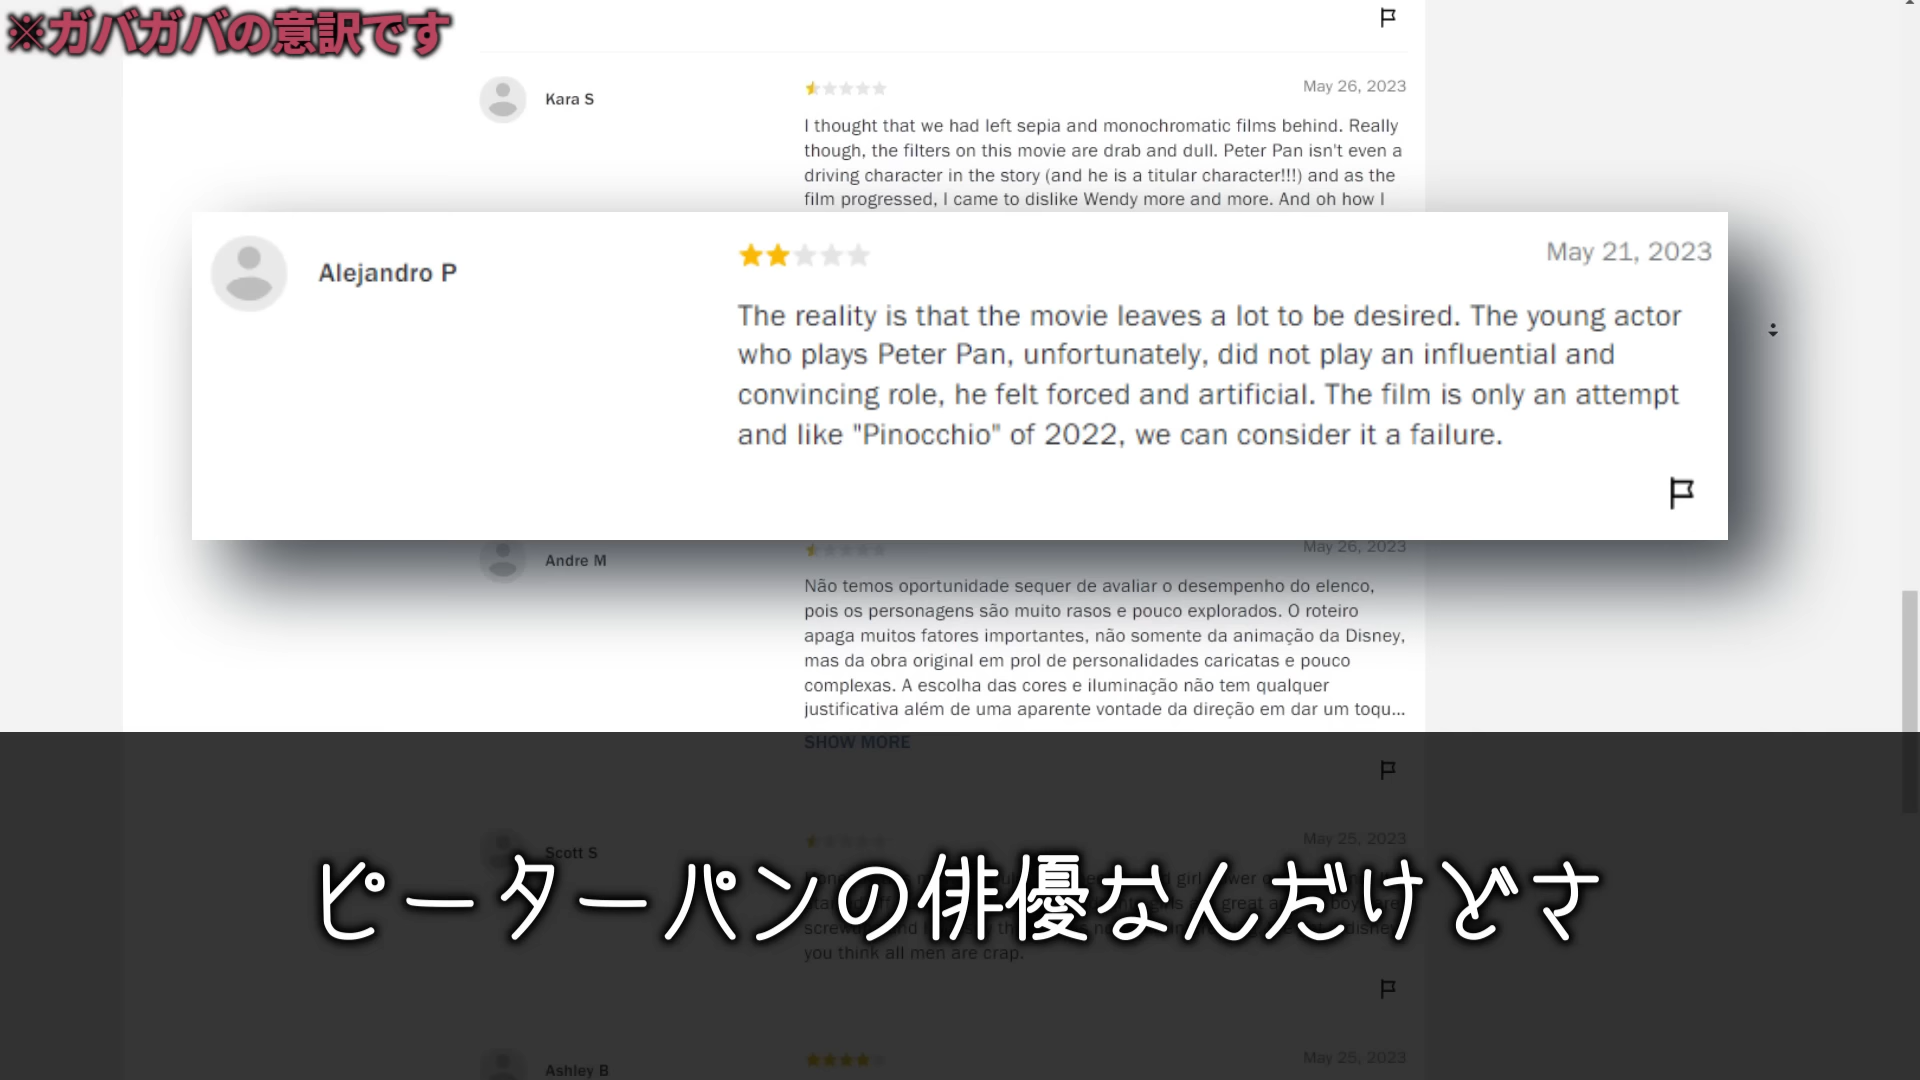 ※ガバガバの意訳です
Kara S
May 26, 2023
I thought that we had left sepia and monochromatic films behind. Really
though, the filters on this movie are drab and dull. Peter Pan isn't even a
driving character in the story (and he is a titular character!!!) and as the
film progressed, I came to dislike Wendy more and more. And oh how I
Alejandro P
May 21, 2023
The reality is that the movie leaves a lot to be desired. The young actor
who plays Peter Pan, unfortunately, did not play an influential and
convincing role, he felt forced and artificial. The film is only an attempt
and like "Pinocchio" of 2022, we can consider it a failure.
Andre M
May 26, 2023
Não temos oportunidade sequer de avaliar o desempenho do elenco,
pois os personagens são muito rasos e pouco explorados. O roteiro
apaga muitos fatores importantes, não somente da animação da Disney,
mas da obra original em prol de personalidades caricatas e pouco
complexas. A escolha das cores e iluminação não tem qualquer
justificativa além de uma aparente vontade da direção em dar um toqu...
SHOW MORE
Scott S
May 25, 2023
ピーターパンの俳優なんだけどさ
you think all men are crap.
Ashley B
May 25, 2023